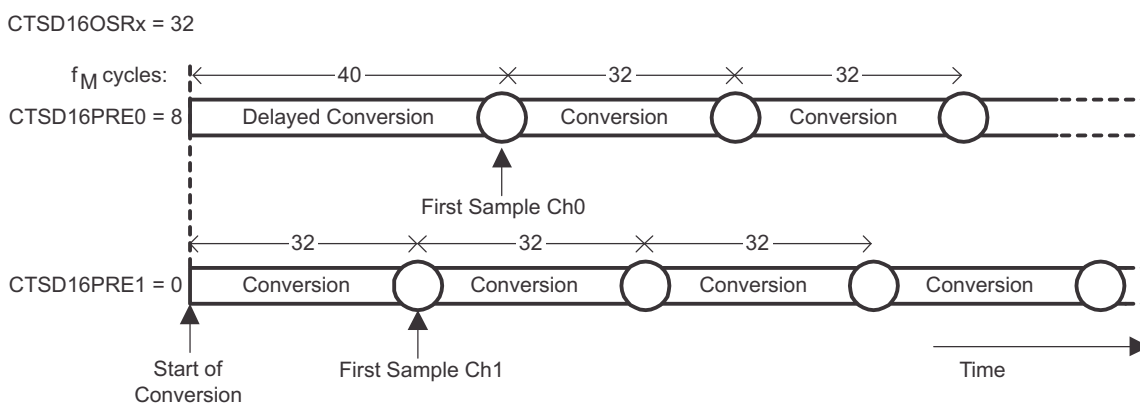 CTSD16OSRx = 32
f M cycles:
40
32
32
CTSD16PRE0 = 8
Delayed Conversion
Conversion
Conversion
First Sample Ch0
32
32
32
CTSD16PRE1 = 0
Conversion
Conversion
Conversion
Conversion
Start of
Conversion
First Sample Ch1
Time